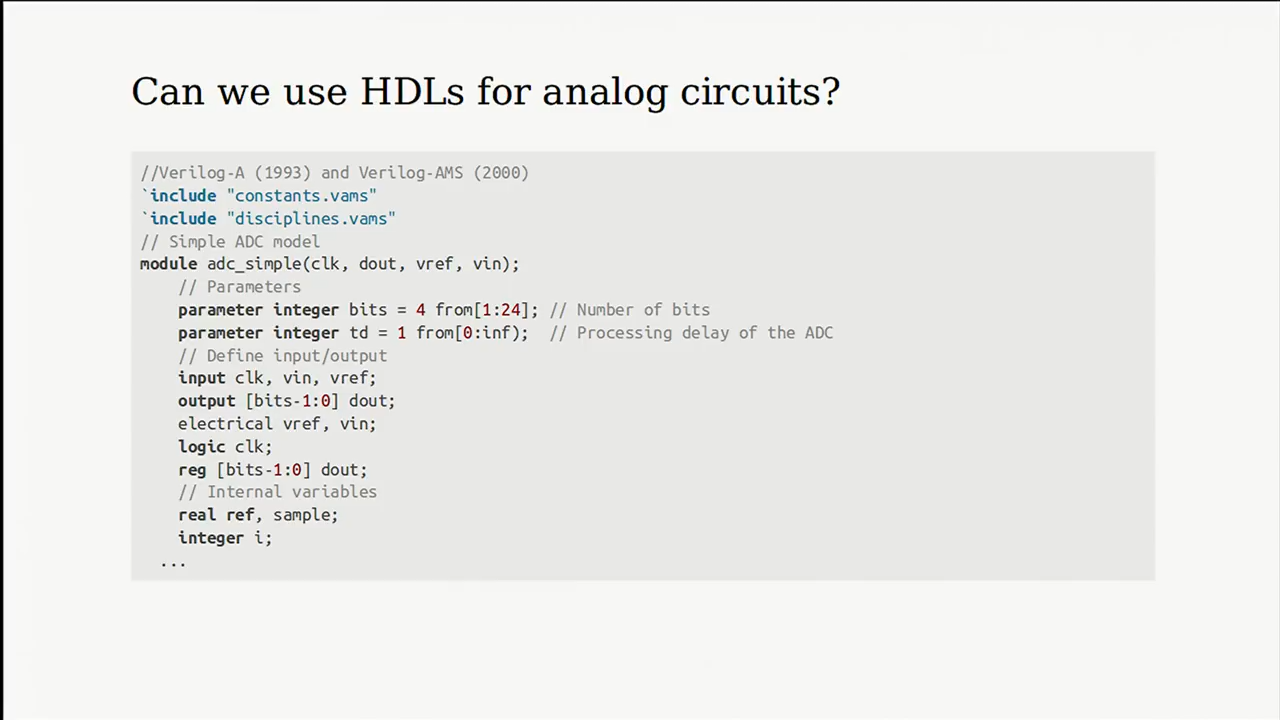 Can we use HDLs for analog circuits?
//Verilog-A (1993) and Verilog-AMS (2000)
`include "constants.vams"
`include "disciplines.vams"
// Simple ADC model
module adc_simple(clk, dout, vref, vin);
// Parameters
parameter integer bits = 4 from[1:24]; // Number of bits
parameter integer td = 1 from[0:inf);  // Processing delay of the ADC
// Define input/output
input clk, vin, vref;
output [bits-1:0] dout;
electrical vref, vin;
logic clk;
reg [bits-1:0] dout;
// Internal variables
real ref, sample;
integer i;
...